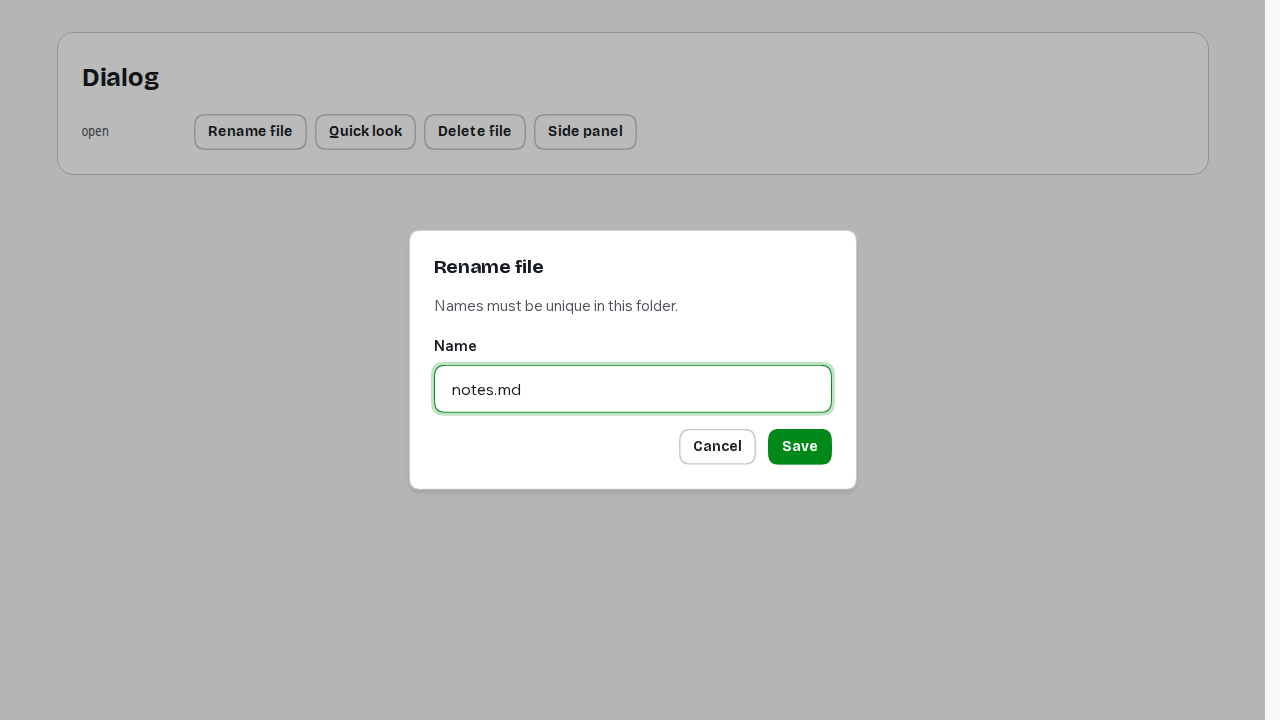 Dialog
open Rename file Quick look Delete file Side panel
Rename file
Names must be unique in this folder.
Name
notes.md
Cancel Save